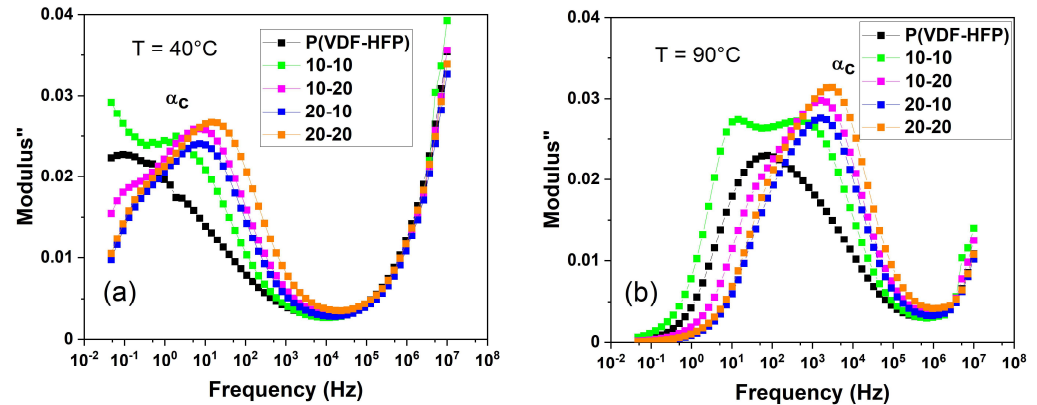 T = 40°C
P(VDF-HFP)
10-10
10-20
20-10
20-20
αc
(a)
Modulus"
0.04
0.03
0.02
0.01
0
10-2 10-1 100 101 102 103 104 105 106 107 108
Frequency (Hz)
T = 90°C
P(VDF-HFP)
10-10
10-20
20-10
20-20
αc
(b)
Modulus"
0.04
0.03
0.02
0.01
0
10-2 10-1 100 101 102 103 104 105 106 107 108
Frequency (Hz)